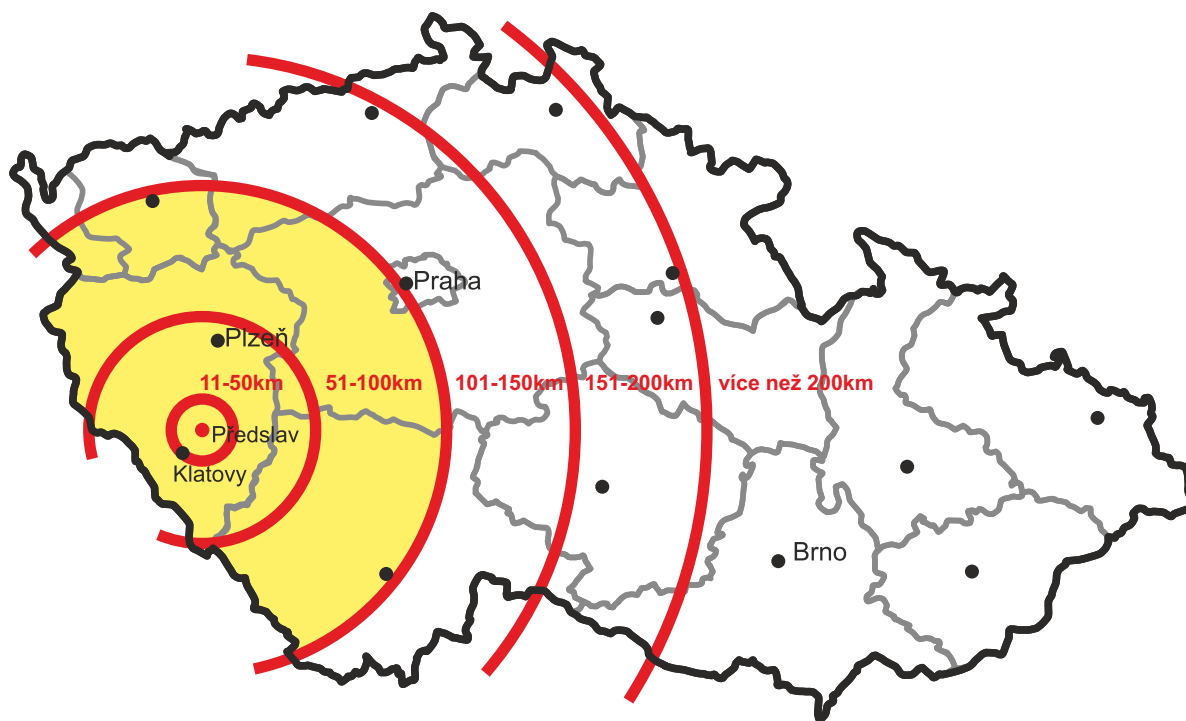 Praha
Plzeň
11-50km
51-100km
101-150km
151-200km
více než 200km
Předslav
Klatovy
Brno